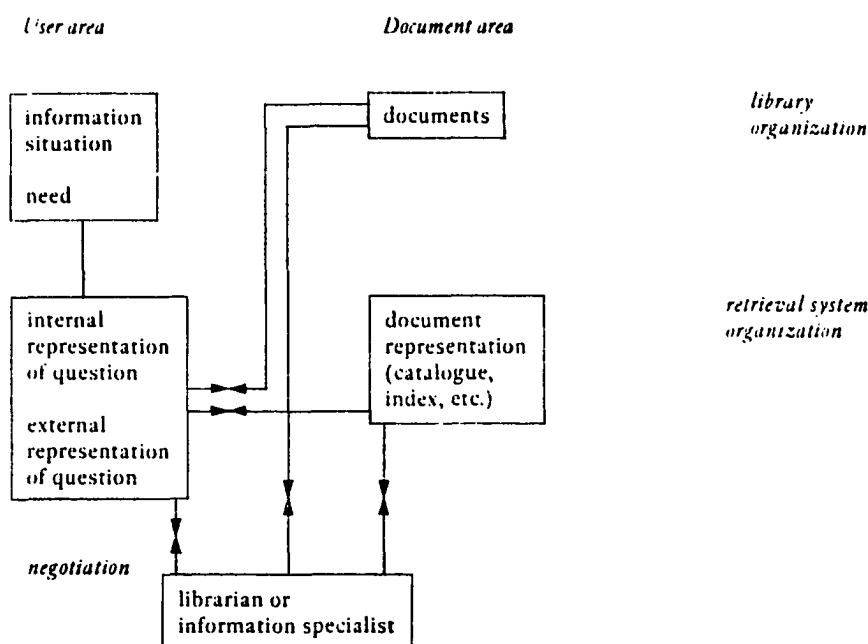 User area
Document area
information
situation
need
documents
library
organization
internal
representation
of question
external
representation
of question
document
representation
(catalogue,
index, etc.)
retrieval system
organization
negotiation
librarian or
information specialist